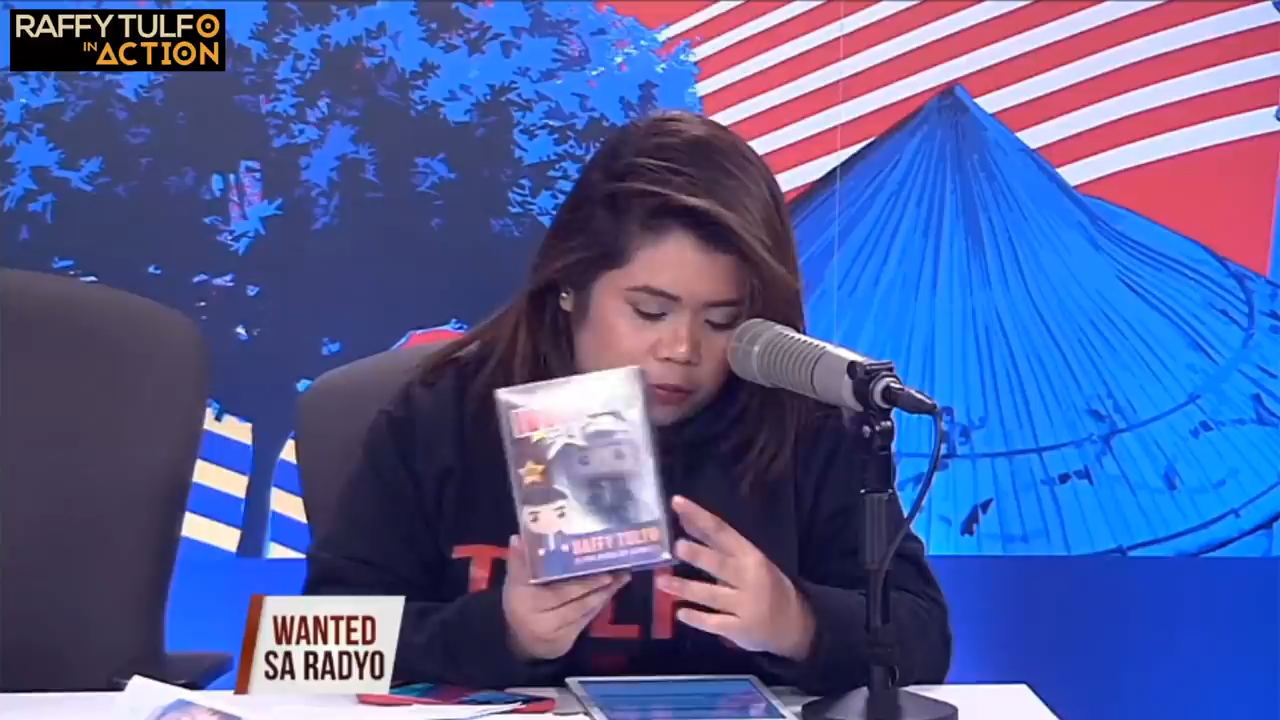 RAFFY TULFO
IN ACTION
RAFFY TULFO
WANTED
SA RADYO